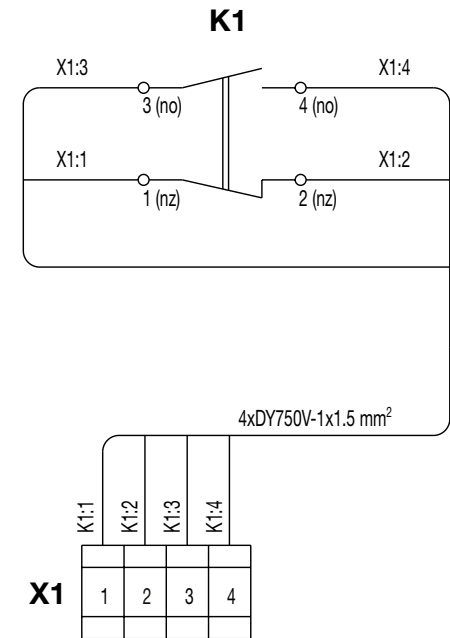 K1
X1:3
X1:4
3 (no)
4 (no)
X1:1
X1:2
1 (nz)
2 (nz)
4xDY750V-1x1.5 mm²
K1:1
K1:2
K1:3
K1:4
X1
1
2
3
4